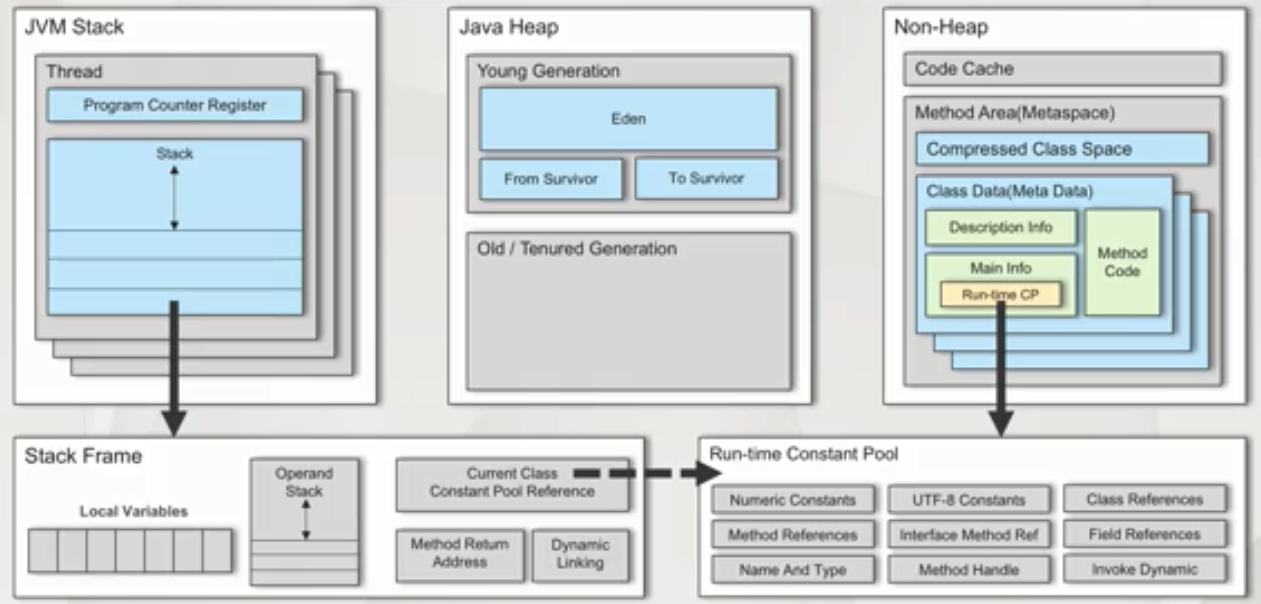 JVM Stack
Thread
Program Counter Register
Stack
Java Heap
Young Generation
Eden
From Survivor
To Survivor
Old / Tenured Generation
Non-Heap
Code Cache
Method Area(Metaspace)
Compressed Class Space
Class Data(Meta Data)
Description Info
Main Info
Run-time CP
Method
Code
Stack Frame
Local Variables
Operand
Stack
Current Class
Constant Pool Reference
Method Return
Address
Dynamic
Linking
Run-time Constant Pool
Numeric Constants
UTF-8 Constants
Class References
Method References
Interface Method Ref
Field References
Name And Type
Method Handle
Invoke Dynamic